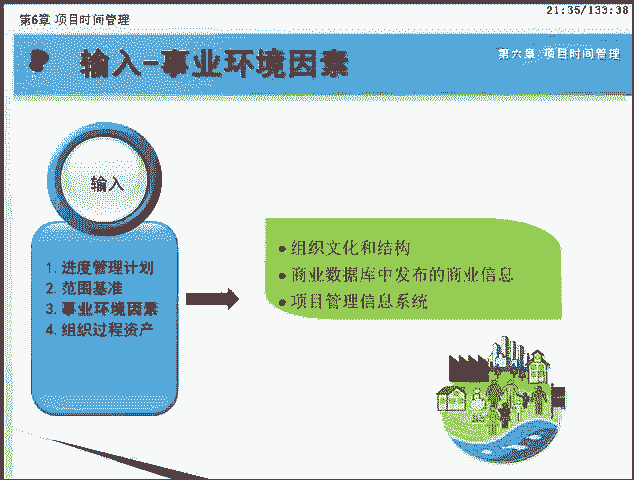 21:35/133:38
第6章 项目时间管理
输入-事业环境因素
第六章 项目时间管理
输入
1. 进度管理计划
2. 范围基准
3. 事业环境因素
4. 组织过程资产
● 组织文化和结构
● 商业数据库中发布的商业信息
● 项目管理信息系统